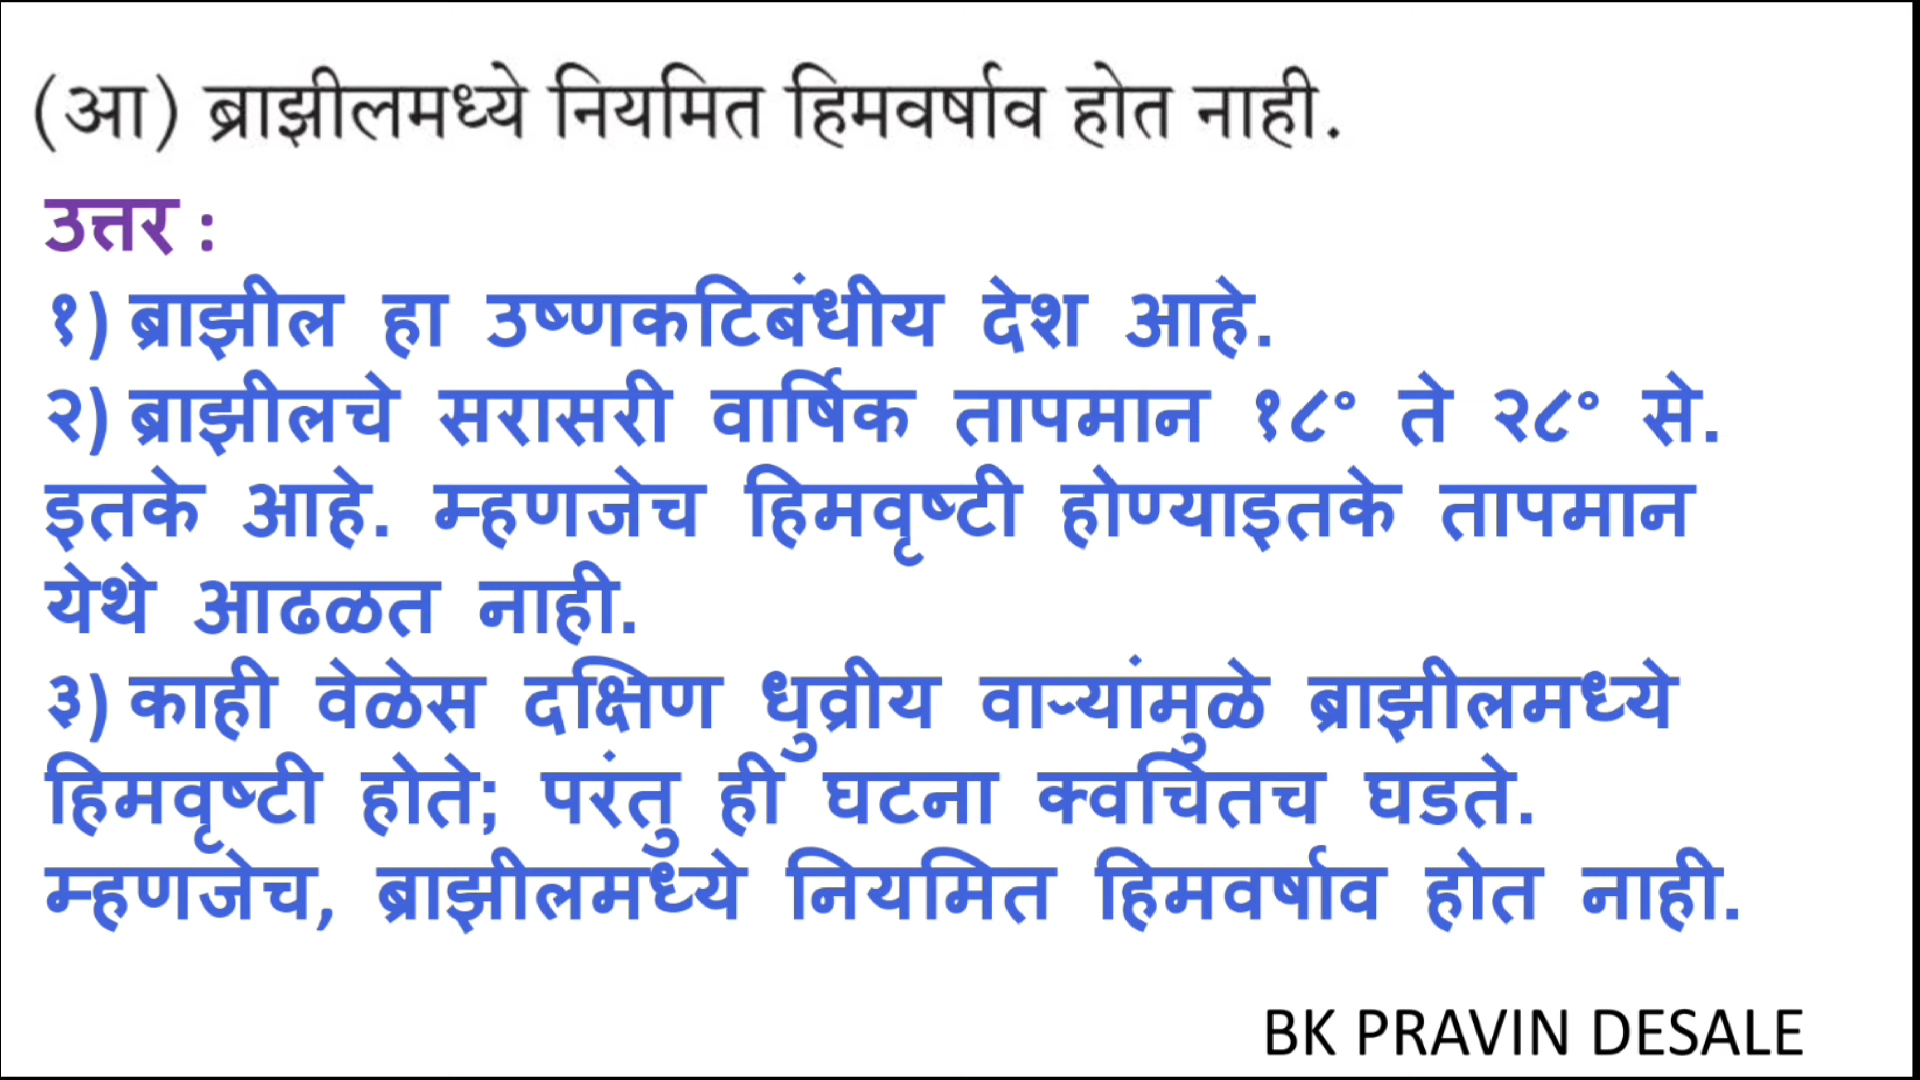 (आ) ब्राझीलमध्ये नियमित हिमवर्षाव होत नाही.
उत्तर :
१) ब्राझील हा उष्णकटिबंधीय देश आहे.
२) ब्राझीलचे सरासरी वार्षिक तापमान १८° ते २८° से.
इतके आहे. म्हणजेच हिमवृष्टी होण्याइतके तापमान
येथे आढळत नाही.
३) काही वेळेस दक्षिण धुव्रीय वाऱ्यांमुळे ब्राझीलमध्ये
हिमवृष्टी होते; परंतु ही घटना क्वचितच घडते.
म्हणजेच, ब्राझीलमध्ये नियमित हिमवर्षाव होत नाही.
BK PRAVIN DESALE